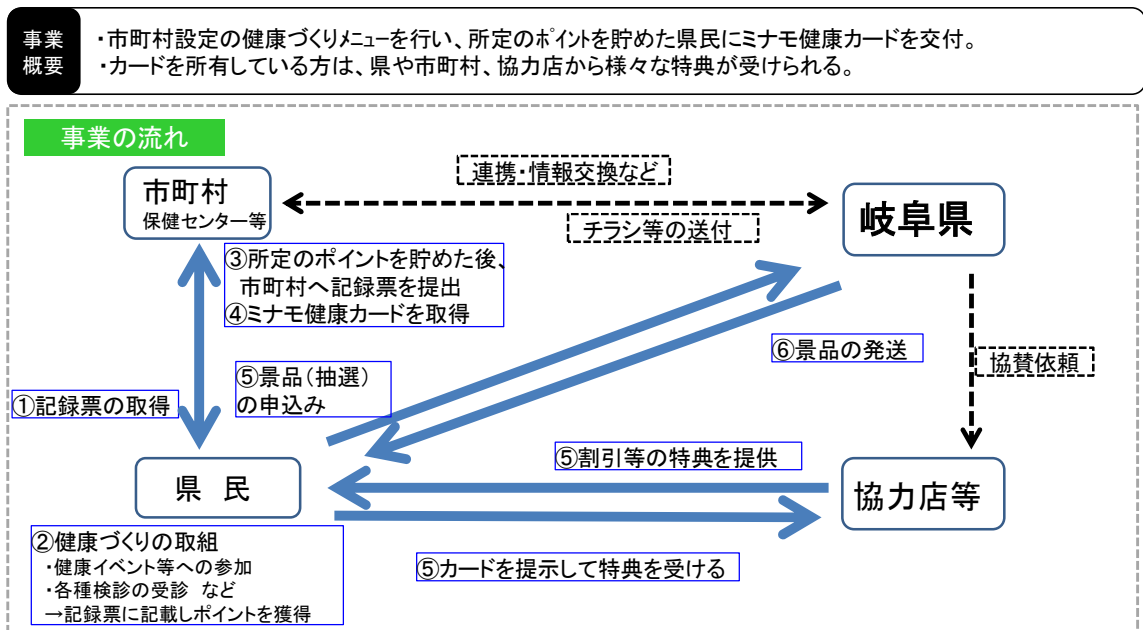 事業
概要
・市町村設定の健康づくりメニューを行い、所定のポイントを貯めた県民にミナモ健康カードを交付。
・カードを所有している方は、県や市町村、協力店から様々な特典が受けられる。
事業の流れ
市町村
保健センター等
連携・情報交換など
チラシ等の送付
岐阜県
③所定のポイントを貯めた後、
市町村へ記録票を提出
④ミナモ健康カードを取得
⑥景品の発送
協賛依頼
①記録票の取得
⑤景品(抽選)
の申込み
県 民
⑤割引等の特典を提供
協力店等
②健康づくりの取組
・健康イベント等への参加
・各種検診の受診 など
→記録票に記載しポイントを獲得
⑤カードを提示して特典を受ける